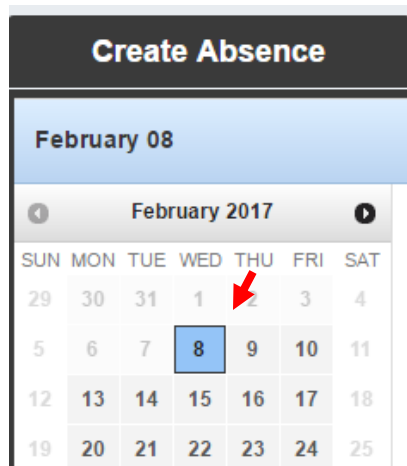 Create Absence
February 08
February 2017
SUN MON TUE WED THU FRI SAT
29 30 31 1 2 3 4
5 6 7 8 9 10 11
12 13 14 15 16 17 18
19 20 21 22 23 24 25